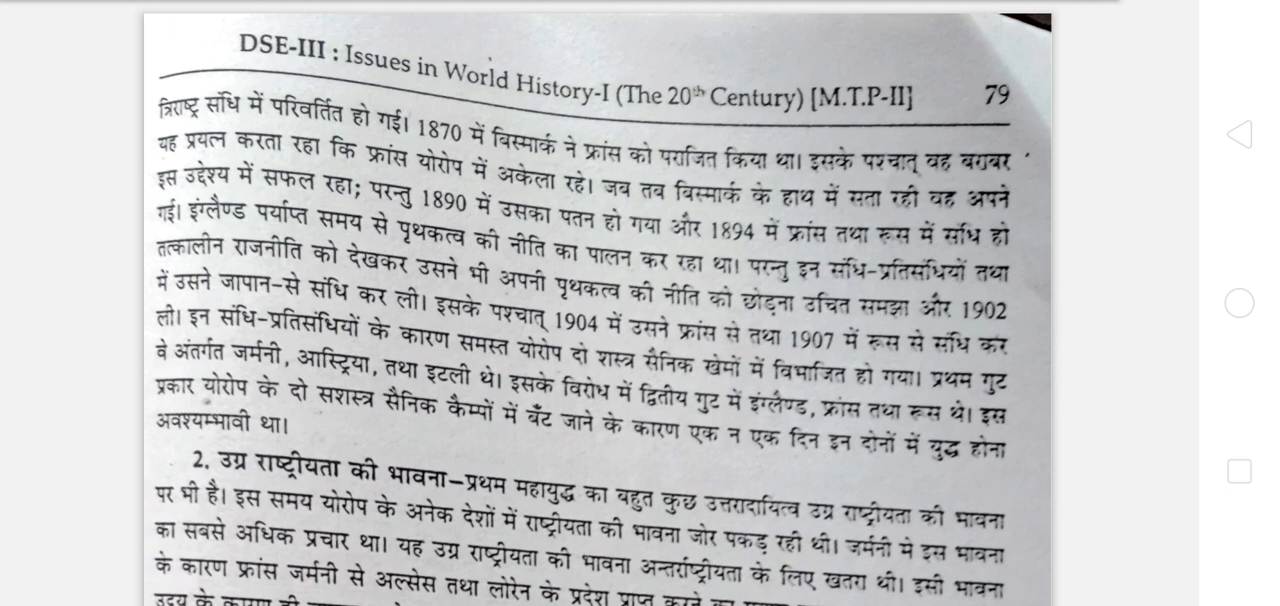 DSE-III : Issues in World History-I (The 20th Century) [M.T.P-II] 79
त्रिराष्ट्र संधि में परिवर्तित हो गई। 1870 में बिस्मार्क ने फ्रांस को पराजित किया था। इसके पश्चात् वह बराबर
यह प्रयत्न करता रहा कि फ्रांस योरोप में अकेला रहे। जब तव बिस्मार्क के हाथ में सता रही वह अपने
इस उद्देश्य में सफल रहा; परन्तु 1890 में उसका पतन हो गया और 1894 में फ्रांस तथा रूस में संधि हो
गई। इंग्लैण्ड पर्याप्त समय से पृथकत्व की नीति का पालन कर रहा था। परन्तु इन संधि-प्रतिसंधियों तथा
तत्कालीन राजनीति को देखकर उसने भी अपनी पृथकत्व की नीति को छोड़ना उचित समझा और 1902
में उसने जापान-से संधि कर ली। इसके पश्चात् 1904 में उसने फ्रांस से तथा 1907 में रूस से संधि कर
ली। इन संधि-प्रतिसंधियों के कारण समस्त योरोप दो शस्त्र सैनिक खेमों में विभाजित हो गया। प्रथम गुट
वे अंतर्गत जर्मनी, आस्ट्रिया, तथा इटली थे। इसके विरोध में द्वितीय गुट में इंग्लैण्ड, फ्रांस तथा रूस थे। इस
प्रकार योरोप के दो सशस्त्र सैनिक कैम्पों में बँट जाने के कारण एक न एक दिन इन दोनों में युद्ध होना
अवश्यम्भावी था।
2. उग्र राष्ट्रीयता की भावना–प्रथम महायुद्ध का बहुत कुछ उत्तरादायित्व उग्र राष्ट्रीयता की भावना
पर भी है। इस समय योरोप के अनेक देशों में राष्ट्रीयता की भावना जोर पकड़ रही थी। जर्मनी मे इस भावना
का सबसे अधिक प्रचार था। यह उग्र राष्ट्रीयता की भावना अन्तर्राष्ट्रीयता के लिए खतरा थी। इसी भावना
के कारण फ्रांस जर्मनी से अल्सेस तथा लोरेन के प्रदेश प्राप्त करने का
उदय के कारण ही